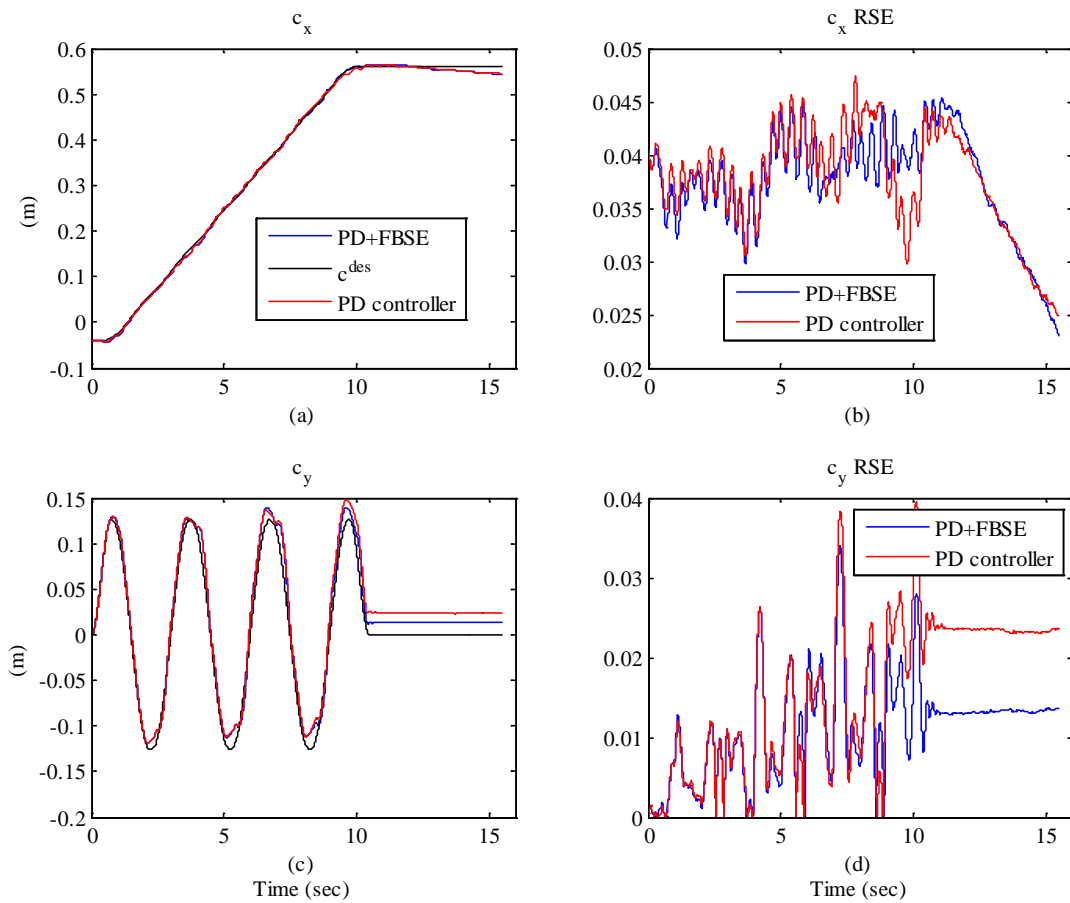 c_x
0.6
0.5
0.4
0.3
0.2
0.1
0
-0.1
(m)
PD+FBSE
c^des
PD controller
0 5 10 15
(a)
c_x RSE
0.05
0.045
0.04
0.035
0.03
0.025
0.02
PD+FBSE
PD controller
0 5 10 15
(b)
c_y
0.15
0.1
0.05
0
-0.05
-0.1
-0.15
-0.2
(m)
0 5 10 15
(c)
Time (sec)
c_y RSE
0.04
0.03
0.02
0.01
0
PD+FBSE
PD controller
0 5 10 15
(d)
Time (sec)